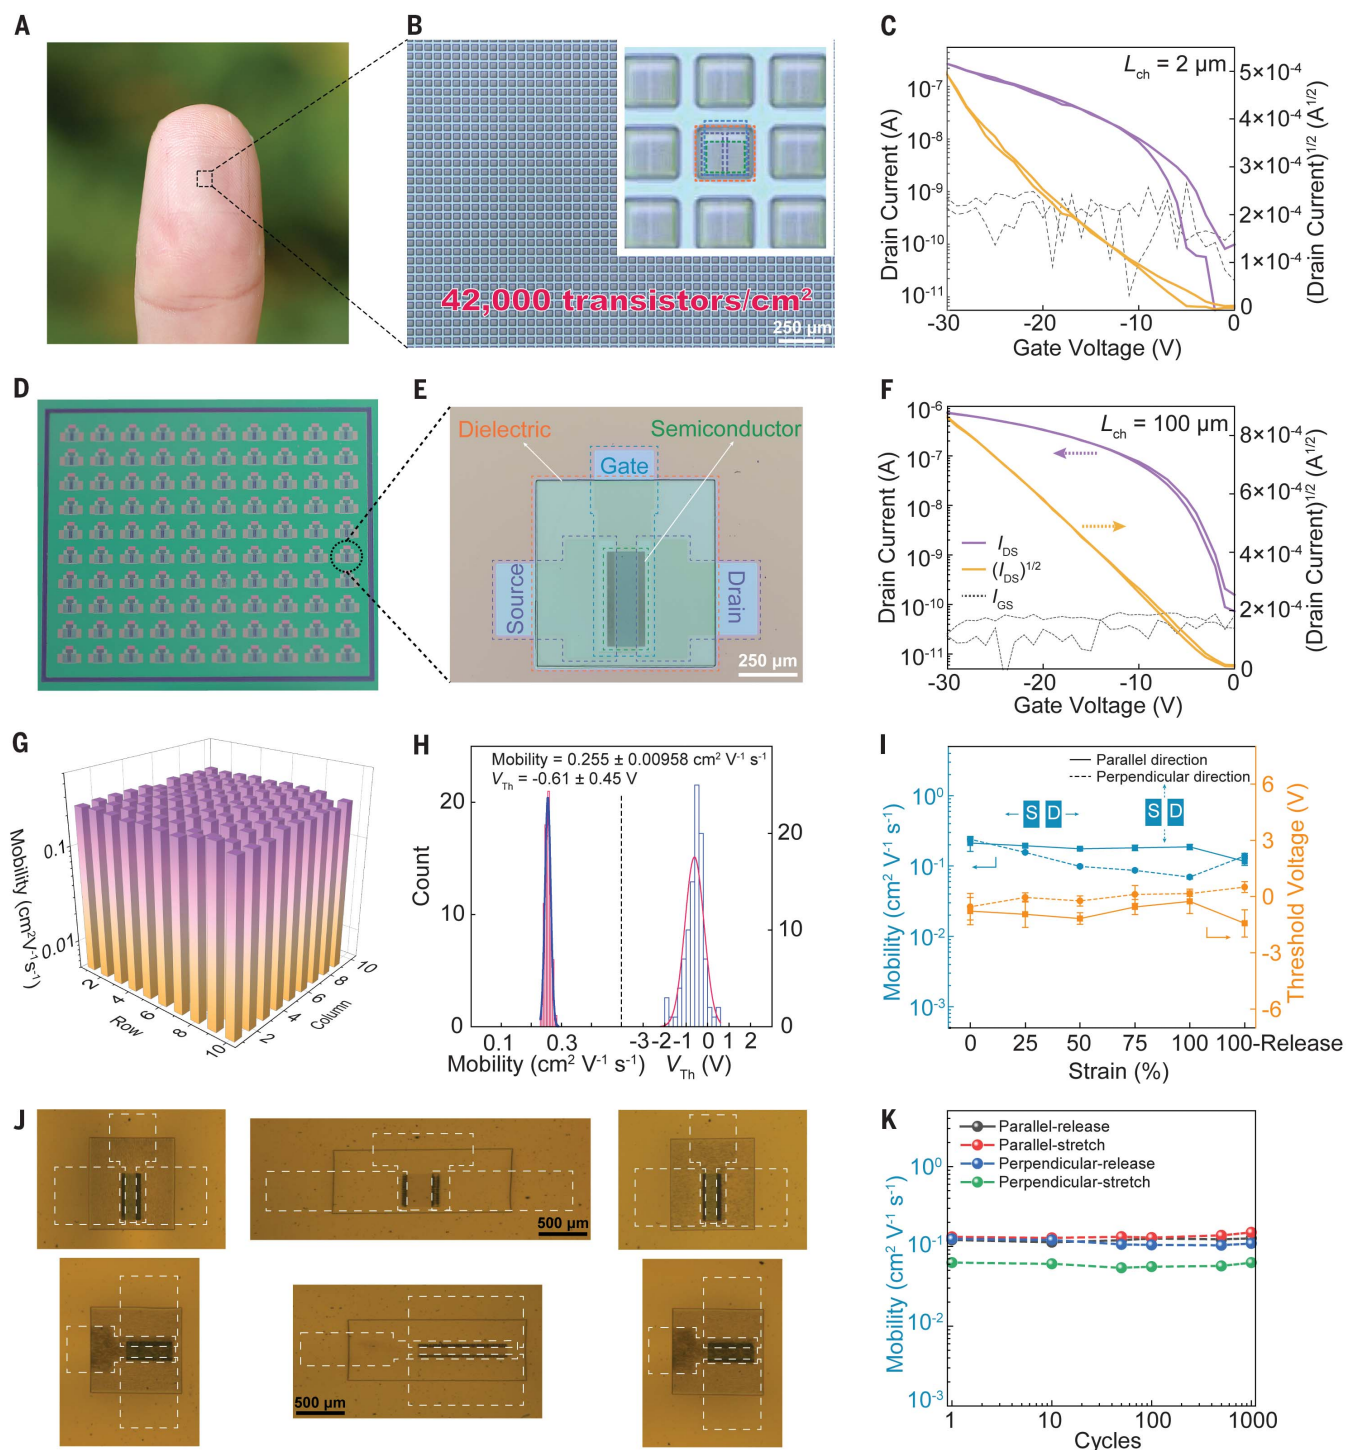 A
B
42,000 transistors/cm²
250 μm
C
L_ch = 2 μm
Drain Current (A)
10⁻⁷
10⁻⁸
10⁻⁹
10⁻¹⁰
10⁻¹¹
5×10⁻⁴
4×10⁻⁴
3×10⁻⁴
2×10⁻⁴
1×10⁻⁴
0
(Drain Current)^1/2 (A^1/2)
-30 -20 -10 0
Gate Voltage (V)
D
E
Dielectric
Semiconductor
Gate
Source
Drain
250 μm
F
L_ch = 100 μm
Drain Current (A)
10⁻⁶
10⁻⁷
10⁻⁸
10⁻⁹
10⁻¹⁰
10⁻¹¹
I_DS
(I_DS)^1/2
I_GS
8×10⁻⁴
6×10⁻⁴
4×10⁻⁴
2×10⁻⁴
0
(Drain Current)^1/2 (A^1/2)
-30 -20 -10 0
Gate Voltage (V)
G
Mobility (cm²V⁻¹s⁻¹)
0.1
0.01
2 4 6 8 10
Row
2 4 6 8 10
Column
H
Mobility = 0.255 ± 0.00958 cm² V⁻¹ s⁻¹
V_Th = -0.61 ± 0.45 V
Count
20
10
0
20
10
0
0.1 0.3 -3 -2 -1 0 1 2
Mobility (cm² V⁻¹ s⁻¹) V_Th (V)
I
Parallel direction
Perpendicular direction
S D
S D
Mobility (cm² V⁻¹ s⁻¹)
10⁰
10⁻¹
10⁻²
10⁻³
6
3
0
-3
-6
Threshold Voltage (V)
0 25 50 75 100 100-Release
Strain (%)
J
500 μm
500 μm
K
Parallel-release
Parallel-stretch
Perpendicular-release
Perpendicular-stretch
Mobility (cm² V⁻¹ s⁻¹)
10⁰
10⁻¹
10⁻²
10⁻³
1 10 100 1000
Cycles